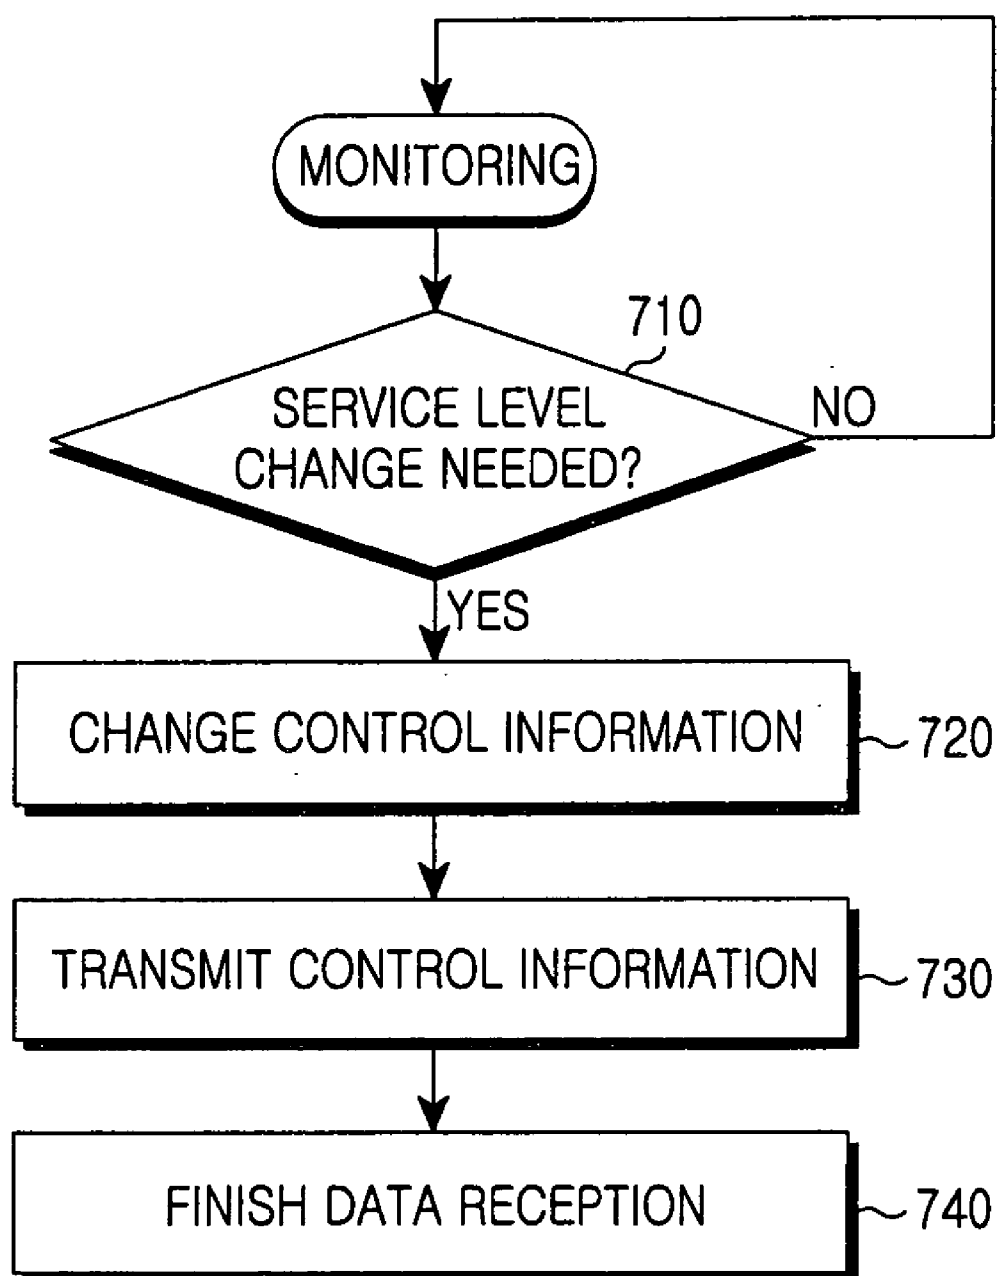 MONITORING
710
SERVICE LEVEL
CHANGE NEEDED?
NO
YES
CHANGE CONTROL INFORMATION
720
TRANSMIT CONTROL INFORMATION
730
FINISH DATA RECEPTION
740